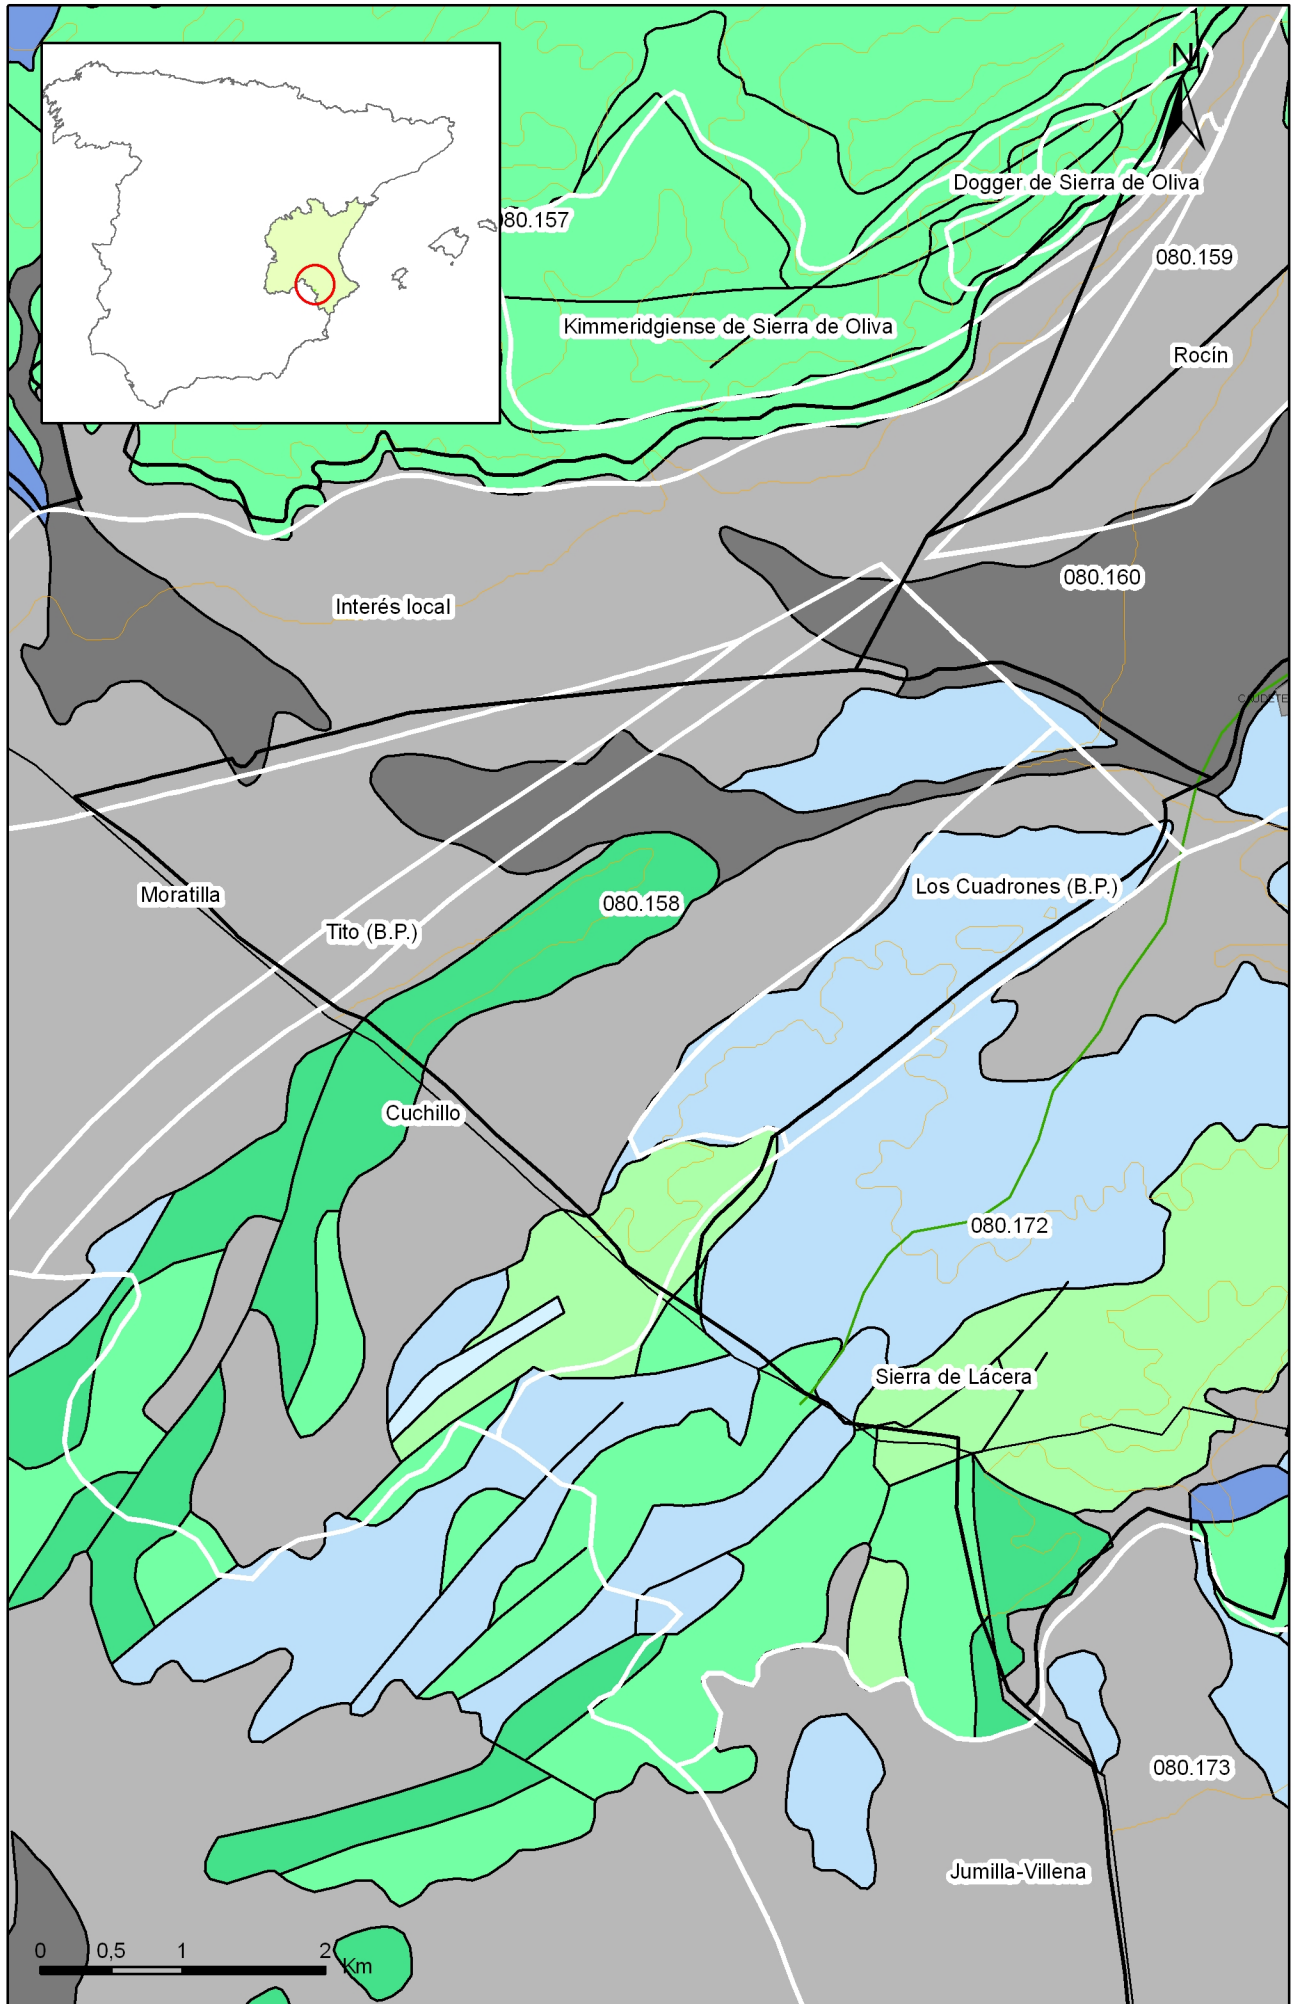 N
Dogger de Sierra de Oliva
080.157
080.159
Kimmeridgiense de Sierra de Oliva
Rocín
080.160
Interés local
CAUDETE
Moratilla
Los Cuadrones (B.P.)
080.158
Tito (B.P.)
Cuchillo
080.172
Sierra de Lácera
080.173
Jumilla-Villena
0 0,5 1 2
Km